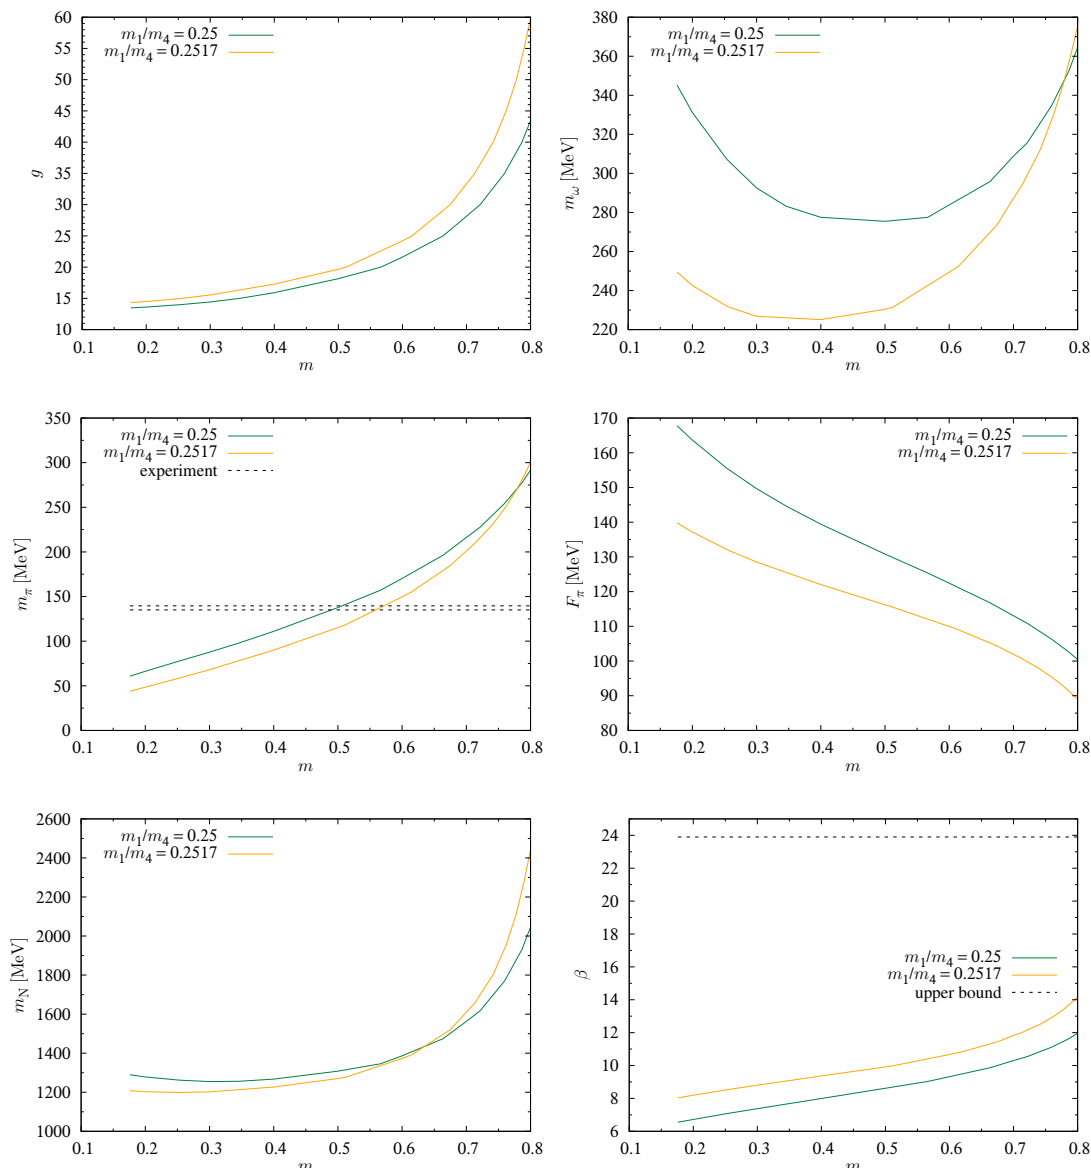 60
55
50
45
40
35
30
25
20
15
10
g
m₁/m₄ = 0.25
m₁/m₄ = 0.2517
0.1 0.2 0.3 0.4 0.5 0.6 0.7 0.8
m
380
360
340
320
300
280
260
240
220
m_ω [MeV]
m₁/m₄ = 0.25
m₁/m₄ = 0.2517
0.1 0.2 0.3 0.4 0.5 0.6 0.7 0.8
m
350
300
250
200
150
100
50
0
m_π [MeV]
m₁/m₄ = 0.25
m₁/m₄ = 0.2517
experiment
0.1 0.2 0.3 0.4 0.5 0.6 0.7 0.8
m
170
160
150
140
130
120
110
100
90
80
F_π [MeV]
m₁/m₄ = 0.25
m₁/m₄ = 0.2517
0.1 0.2 0.3 0.4 0.5 0.6 0.7 0.8
m
2600
2400
2200
2000
1800
1600
1400
1200
1000
m_N [MeV]
m₁/m₄ = 0.25
m₁/m₄ = 0.2517
0.1 0.2 0.3 0.4 0.5 0.6 0.7 0.8
m
24
22
20
18
16
14
12
10
8
6
β
m₁/m₄ = 0.25
m₁/m₄ = 0.2517
upper bound
0.1 0.2 0.3 0.4 0.5 0.6 0.7 0.8
m